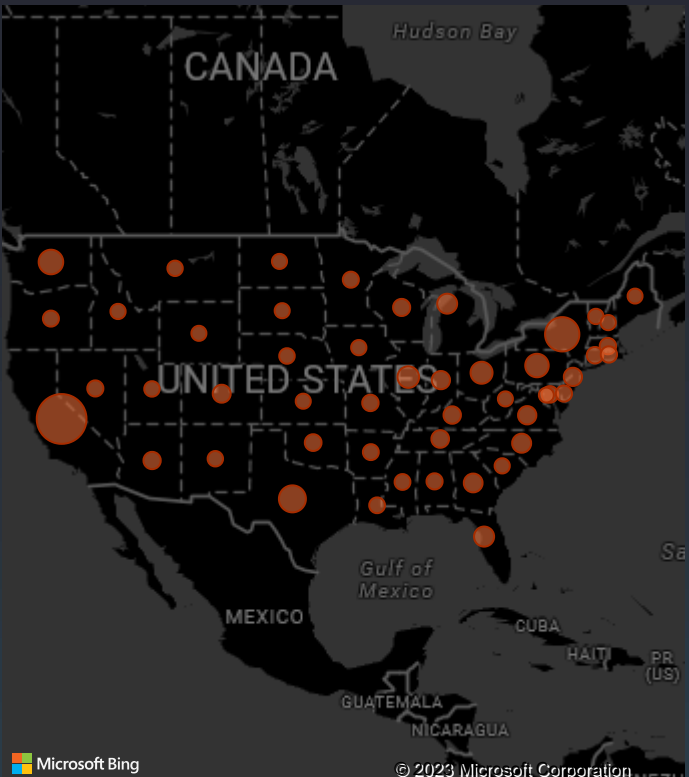 Hudson Bay
CANADA
UNITED STATES
Gulf of
Mexico
Sa
MEXICO
CUBA
HAITI
PR
(US)
GUATEMALA
NICARAGUA
Microsoft Bing
© 2023 Microsoft Corporation